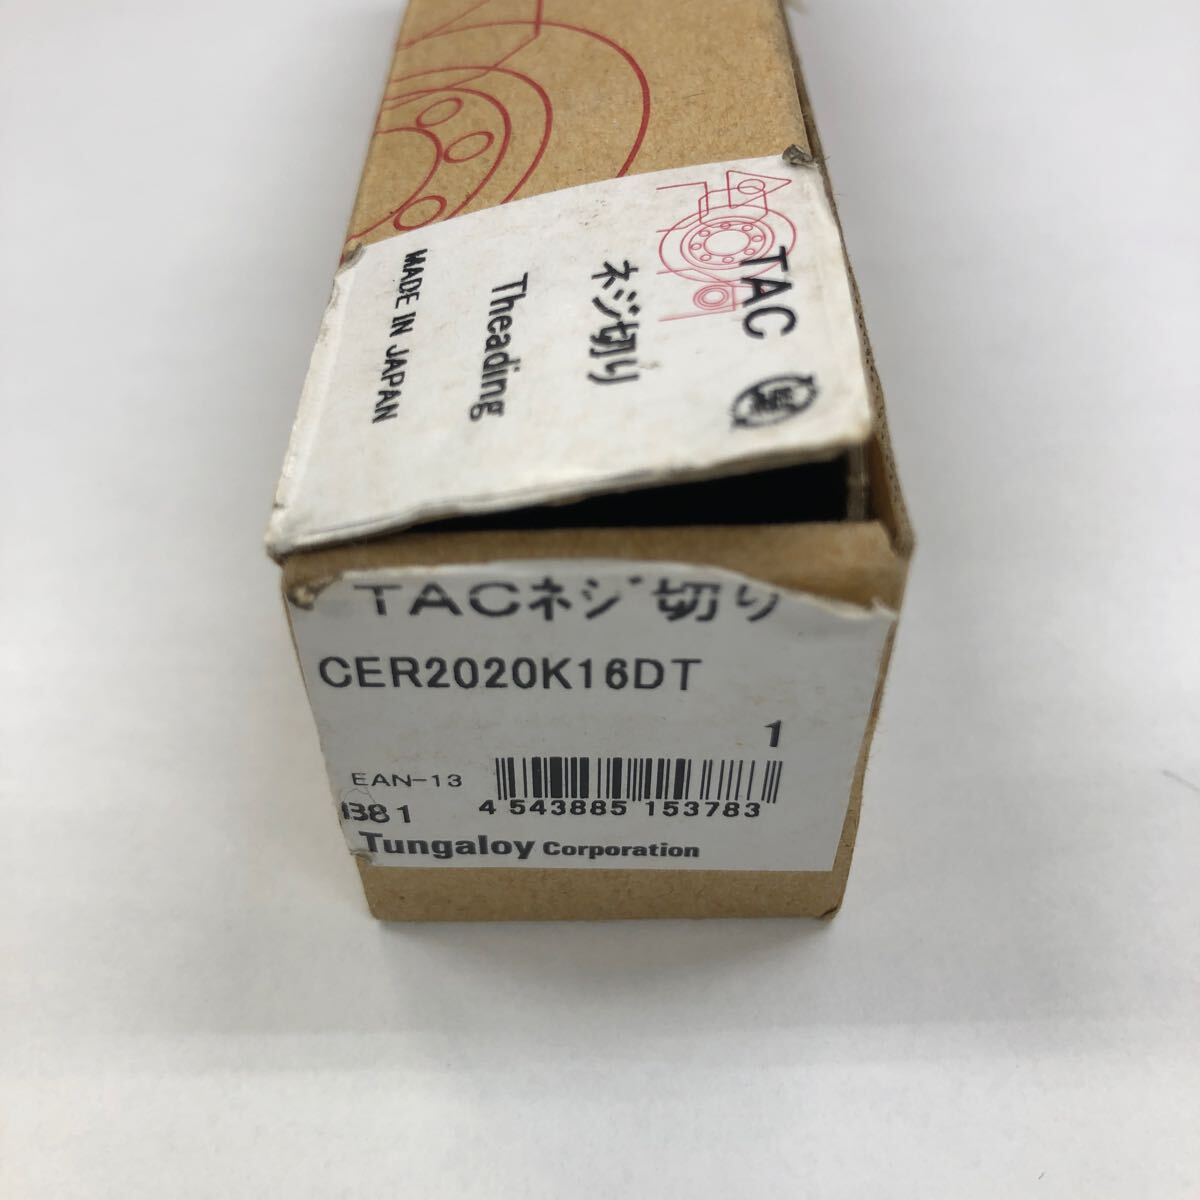 TAC
ネジ切り
Theading
MADE IN JAPAN
TACネジ切り
CER2020K16DT
1
EAN-13
4 543885 153783
381
Tungaloy Corporation